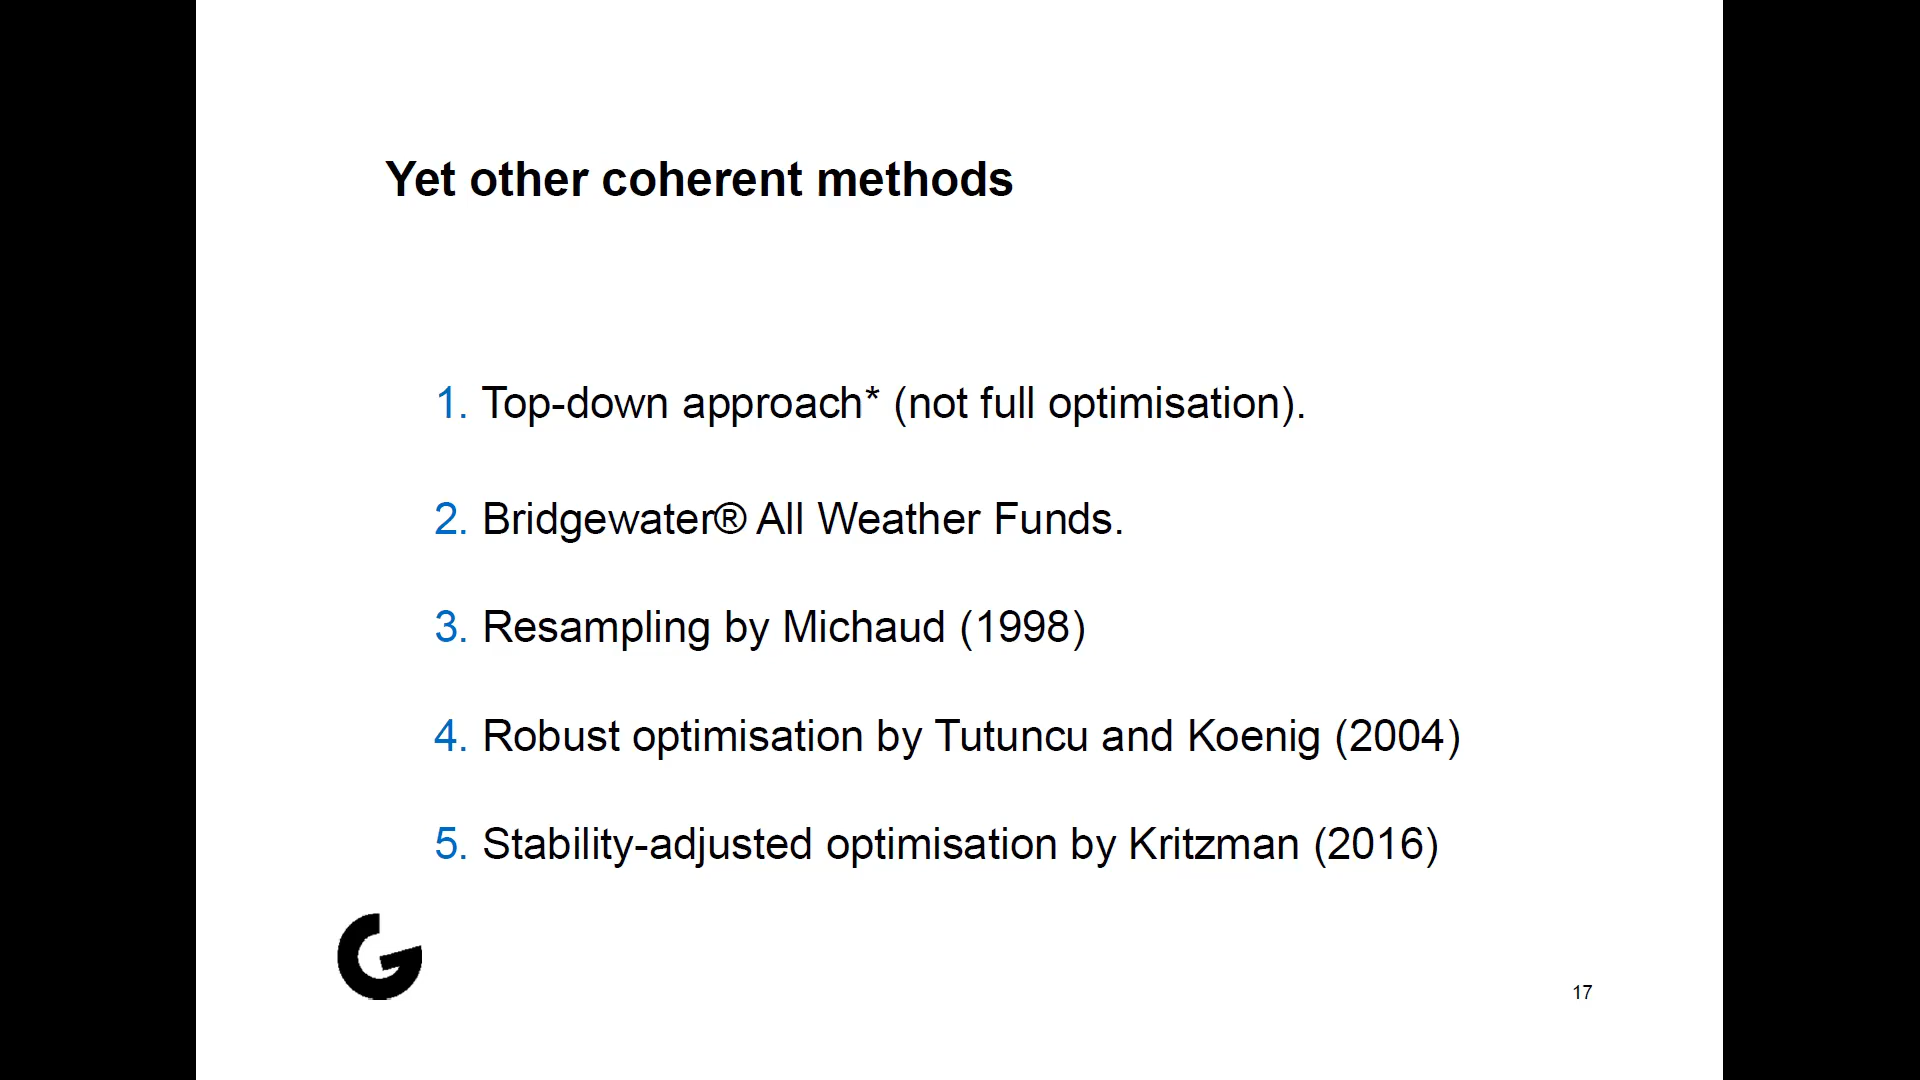 Yet other coherent methods
1. Top-down approach* (not full optimisation).
2. Bridgewater® All Weather Funds.
3. Resampling by Michaud (1998)
4. Robust optimisation by Tutuncu and Koenig (2004)
5. Stability-adjusted optimisation by Kritzman (2016)
17